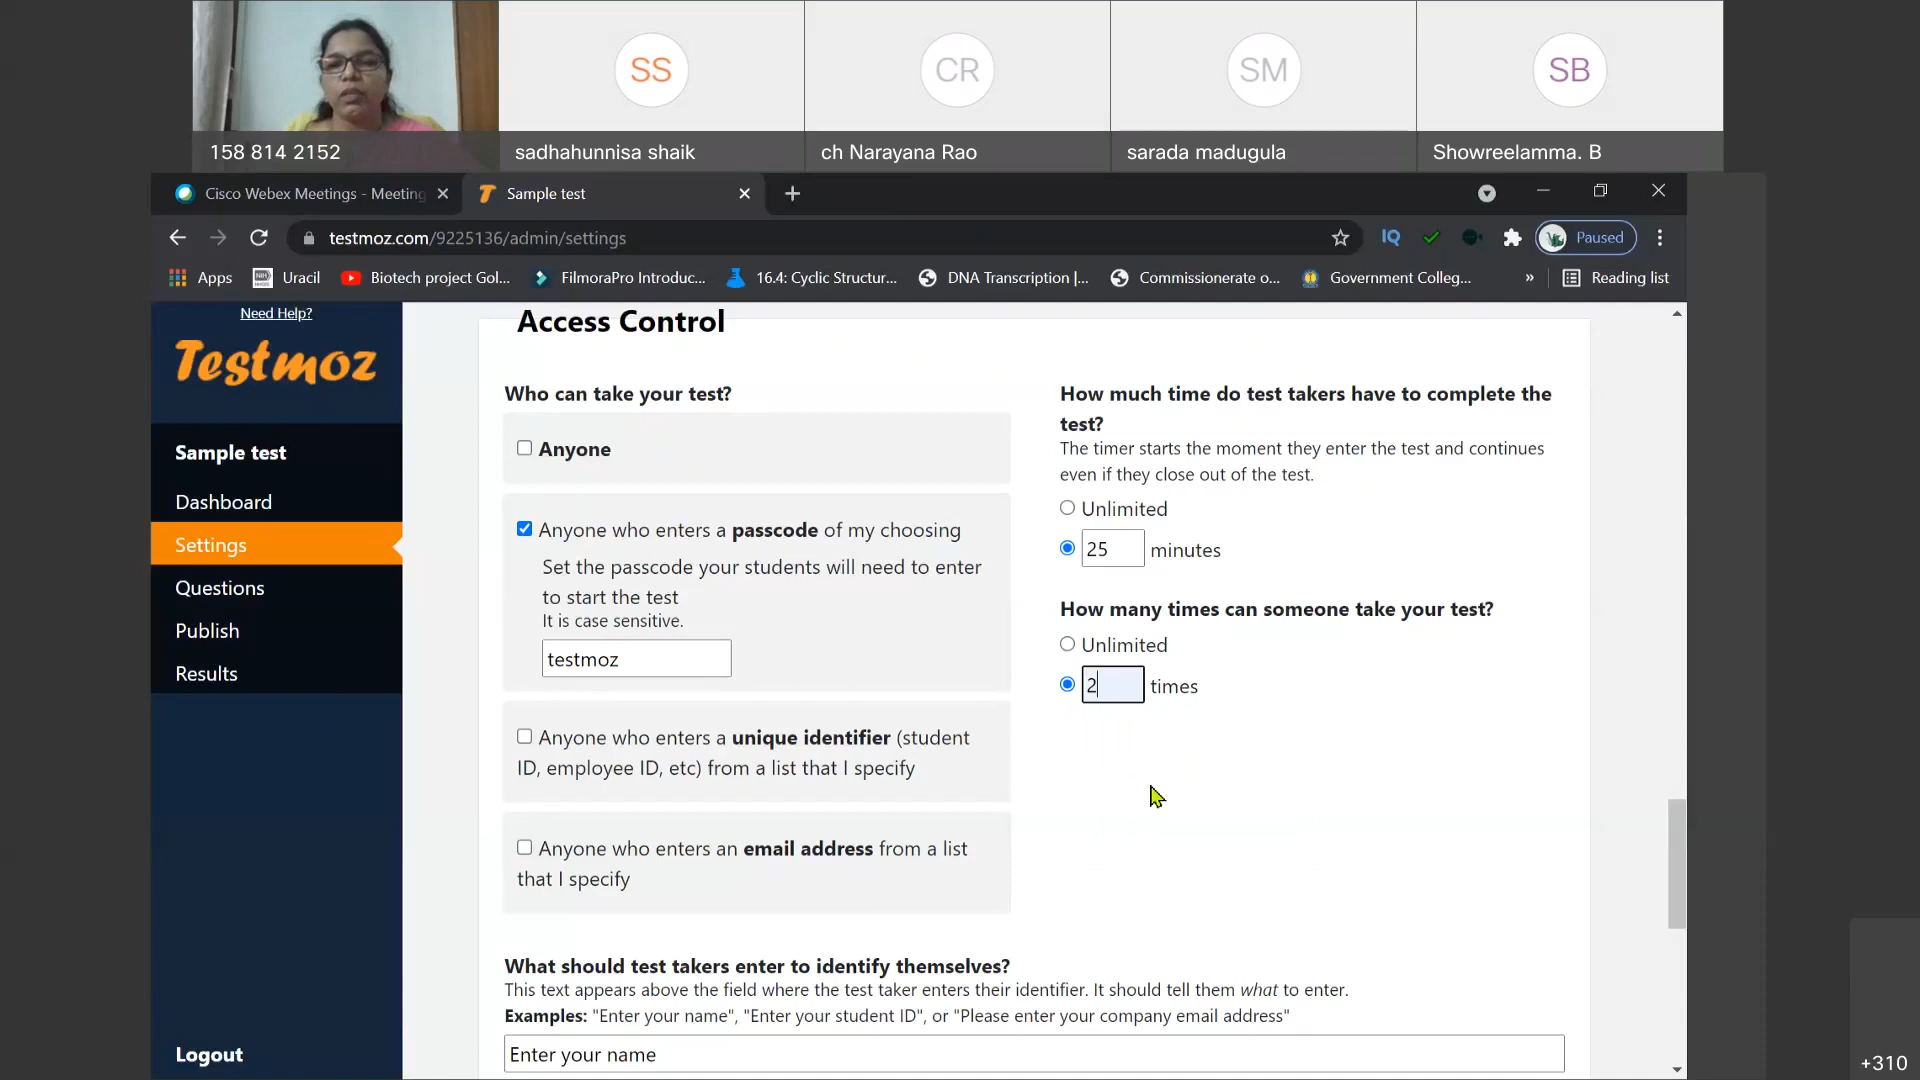 SS
CR
SM
SB
158 814 2152
sadhahunnisa shaik
ch Narayana Rao
sarada madugula
Showreelamma. B
Cisco Webex Meetings - Meeting
Sample test
testmoz.com/9225136/admin/settings
IQ
Paused
Apps
Uracil
Biotech project Gol...
FilmoraPro Introduc...
16.4: Cyclic Structur...
DNA Transcription |...
Commissionerate o...
Government Colleg...
»
Reading list
Need Help?
Testmoz
Sample test
Dashboard
Settings
Questions
Publish
Results
Logout
Access Control
Who can take your test?
Anyone
Anyone who enters a passcode of my choosing
Set the passcode your students will need to enter
to start the test
It is case sensitive.
testmoz
Anyone who enters a unique identifier (student
ID, employee ID, etc) from a list that I specify
Anyone who enters an email address from a list
that I specify
How much time do test takers have to complete the
test?
The timer starts the moment they enter the test and continues
even if they close out of the test.
Unlimited
25 minutes
How many times can someone take your test?
Unlimited
2 times
What should test takers enter to identify themselves?
This text appears above the field where the test taker enters their identifier. It should tell them what to enter.
Examples: "Enter your name", "Enter your student ID", or "Please enter your company email address"
Enter your name
+310